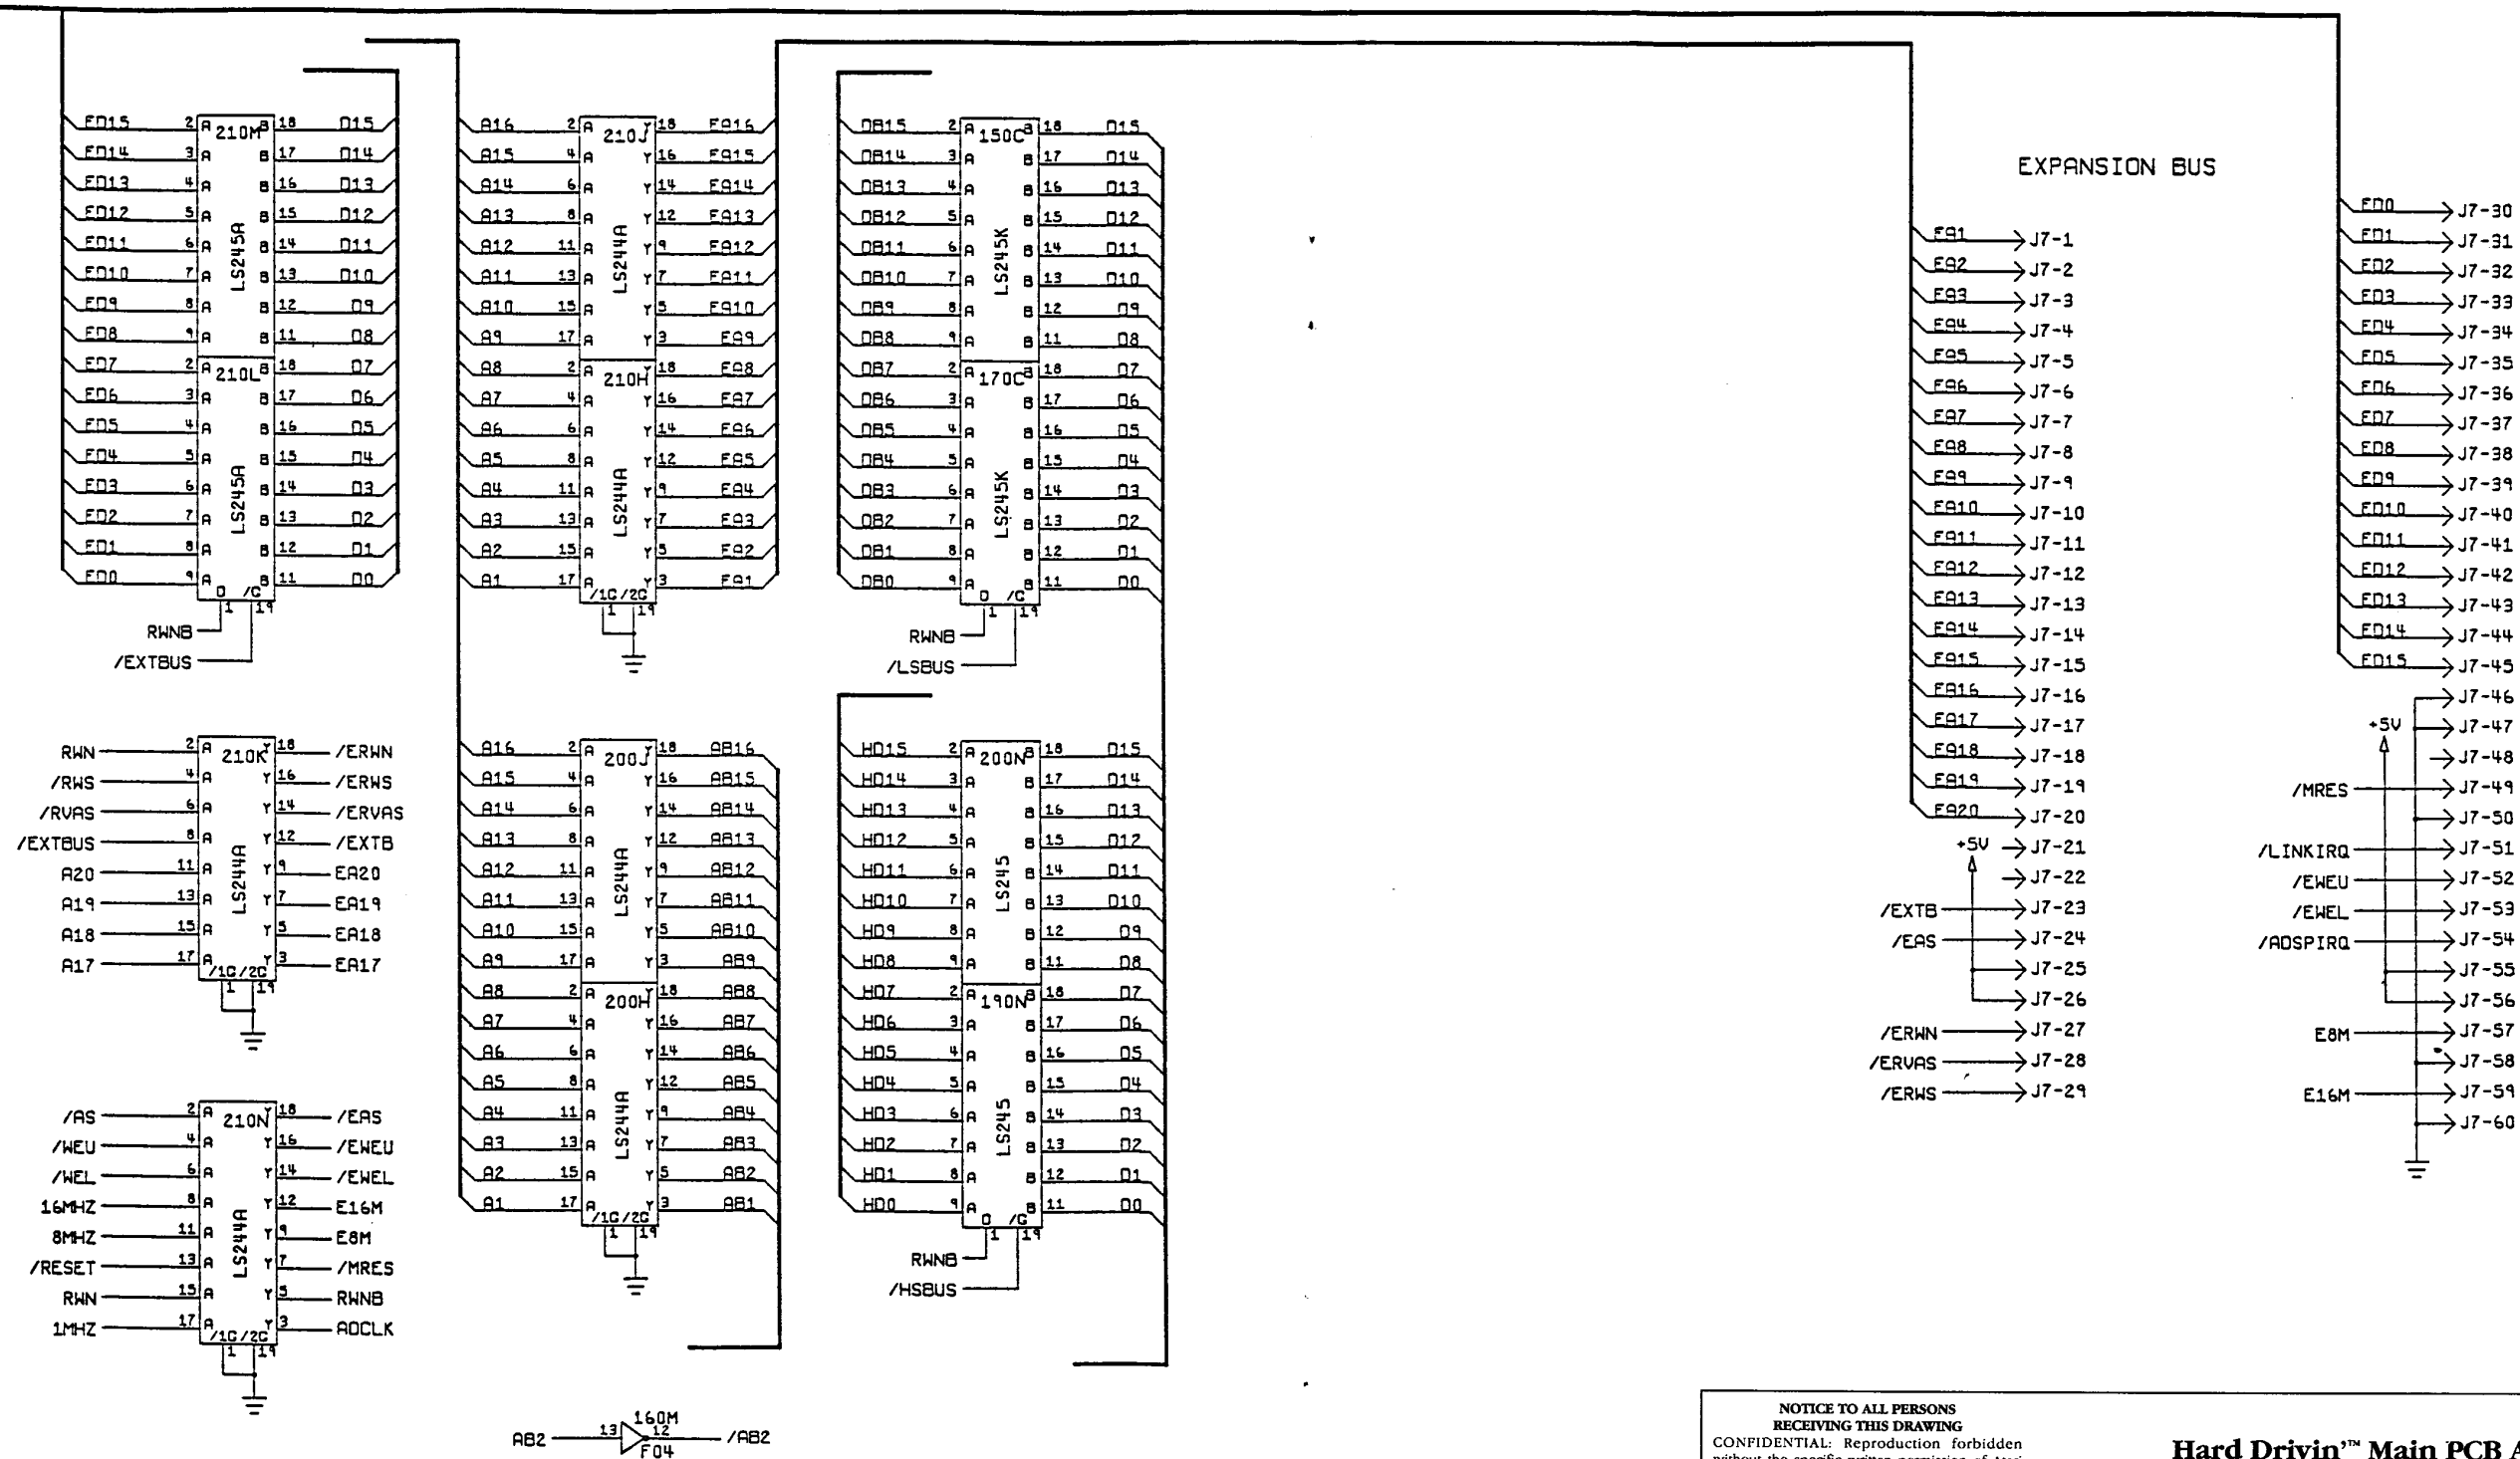 ED15 2 A 210M B 18 D15
ED14 3 A B 17 D14
ED13 4 A B 16 D13
ED12 5 A B 15 D12
ED11 6 A B 14 D11
ED10 7 A B 13 D10
ED9 8 A B 12 D9
ED8 9 A B 11 D8
LS245A
ED7 2 A 210L B 18 D7
ED6 3 A B 17 D6
ED5 4 A B 16 D5
ED4 5 A B 15 D4
ED3 6 A B 14 D3
ED2 7 A B 13 D2
ED1 8 A B 12 D1
ED0 9 A B 11 D0
LS245A
D /G
1 19
RWNB
/EXTBUS
A16 2 A 210J Y 18 EA16
A15 4 A Y 16 EA15
A14 6 A Y 14 EA14
A13 8 A Y 12 EA13
A12 11 A Y 9 EA12
A11 13 A Y 7 EA11
A10 15 A Y 5 EA10
A9 17 A Y 3 EA9
LS244A
A8 2 A 210H Y 18 EA8
A7 4 A Y 16 EA7
A6 6 A Y 14 EA6
A5 8 A Y 12 EA5
A4 11 A Y 9 EA4
A3 13 A Y 7 EA3
A2 15 A Y 5 EA2
A1 17 A Y 3 EA1
LS244A
/1G /2G
1 19
DB15 2 A 150C B 18 D15
DB14 3 A B 17 D14
DB13 4 A B 16 D13
DB12 5 A B 15 D12
DB11 6 A B 14 D11
DB10 7 A B 13 D10
DB9 8 A B 12 D9
DB8 9 A B 11 D8
LS245K
DB7 2 A 170C B 18 D7
DB6 3 A B 17 D6
DB5 4 A B 16 D5
DB4 5 A B 15 D4
DB3 6 A B 14 D3
DB2 7 A B 13 D2
DB1 8 A B 12 D1
DB0 9 A B 11 D0
LS245K
D /G
1 19
RWNB
/LSBUS
RWN 2 A 210K Y 18 /ERWN
/RWS 4 A Y 16 /ERWS
/RVAS 6 A Y 14 /ERVAS
/EXTBUS 8 A Y 12 /EXTB
A20 11 A Y 9 EA20
A19 13 A Y 7 EA19
A18 15 A Y 5 EA18
A17 17 A Y 3 EA17
LS244A
/1G /2G
1 19
/AS 2 A 210N Y 18 /EAS
/WEU 4 A Y 16 /EWEU
/WEL 6 A Y 14 /EWEL
16MHZ 8 A Y 12 E16M
8MHZ 11 A Y 9 E8M
/RESET 13 A Y 7 /MRES
RWN 15 A Y 5 RWNB
1MHZ 17 A Y 3 ADCLK
LS244A
/1G /2G
1 19
A16 2 A 200J Y 18 AB16
A15 4 A Y 16 AB15
A14 6 A Y 14 AB14
A13 8 A Y 12 AB13
A12 11 A Y 9 AB12
A11 13 A Y 7 AB11
A10 15 A Y 5 AB10
A9 17 A Y 3 AB9
LS244A
A8 2 A 200H Y 18 AB8
A7 4 A Y 16 AB7
A6 6 A Y 14 AB6
A5 8 A Y 12 AB5
A4 11 A Y 9 AB4
A3 13 A Y 7 AB3
A2 15 A Y 5 AB2
A1 17 A Y 3 AB1
LS244A
/1G /2G
1 19
HD15 2 A 200N B 18 D15
HD14 3 A B 17 D14
HD13 4 A B 16 D13
HD12 5 A B 15 D12
HD11 6 A B 14 D11
HD10 7 A B 13 D10
HD9 8 A B 12 D9
HD8 9 A B 11 D8
LS245
HD7 2 A 190N B 18 D7
HD6 3 A B 17 D6
HD5 4 A B 16 D5
HD4 5 A B 15 D4
HD3 6 A B 14 D3
HD2 7 A B 13 D2
HD1 8 A B 12 D1
HD0 9 A B 11 D0
LS245
D /G
1 19
RWNB
/HSBUS
160M
AB2 13 12 /AB2
F04
EXPANSION BUS
EA1 J7-1
EA2 J7-2
EA3 J7-3
EA4 J7-4
EA5 J7-5
EA6 J7-6
EA7 J7-7
EA8 J7-8
EA9 J7-9
EA10 J7-10
EA11 J7-11
EA12 J7-12
EA13 J7-13
EA14 J7-14
EA15 J7-15
EA16 J7-16
EA17 J7-17
EA18 J7-18
EA19 J7-19
EA20 J7-20
+5V J7-21
J7-22
/EXTB J7-23
/EAS J7-24
J7-25
J7-26
/ERWN J7-27
/ERVAS J7-28
/ERWS J7-29
ED0 J7-30
ED1 J7-31
ED2 J7-32
ED3 J7-33
ED4 J7-34
ED5 J7-35
ED6 J7-36
ED7 J7-37
ED8 J7-38
ED9 J7-39
ED10 J7-40
ED11 J7-41
ED12 J7-42
ED13 J7-43
ED14 J7-44
ED15 J7-45
J7-46
+5V J7-47
J7-48
/MRES J7-49
J7-50
/LINKIRQ J7-51
/EWEU J7-52
/EWEL J7-53
/ADSPIRQ J7-54
J7-55
J7-56
E8M J7-57
J7-58
E16M J7-59
J7-60
NOTICE TO ALL PERSONS
RECEIVING THIS DRAWING
CONFIDENTIAL: Reproduction forbidden
Hard Drivin'™ Main PCB A